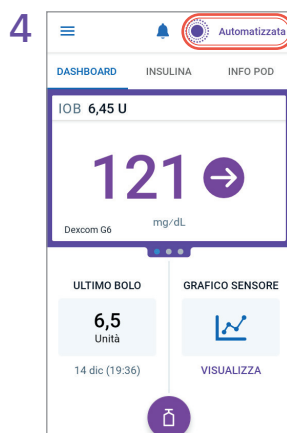 4
Automatizzata
DASHBOARD INSULINA INFO POD
IOB 6,45 U
121
mg/dL
Dexcom G6
ULTIMO BOLO GRAFICO SENSORE
6,5
Unità
14 dic (19:36) VISUALIZZA